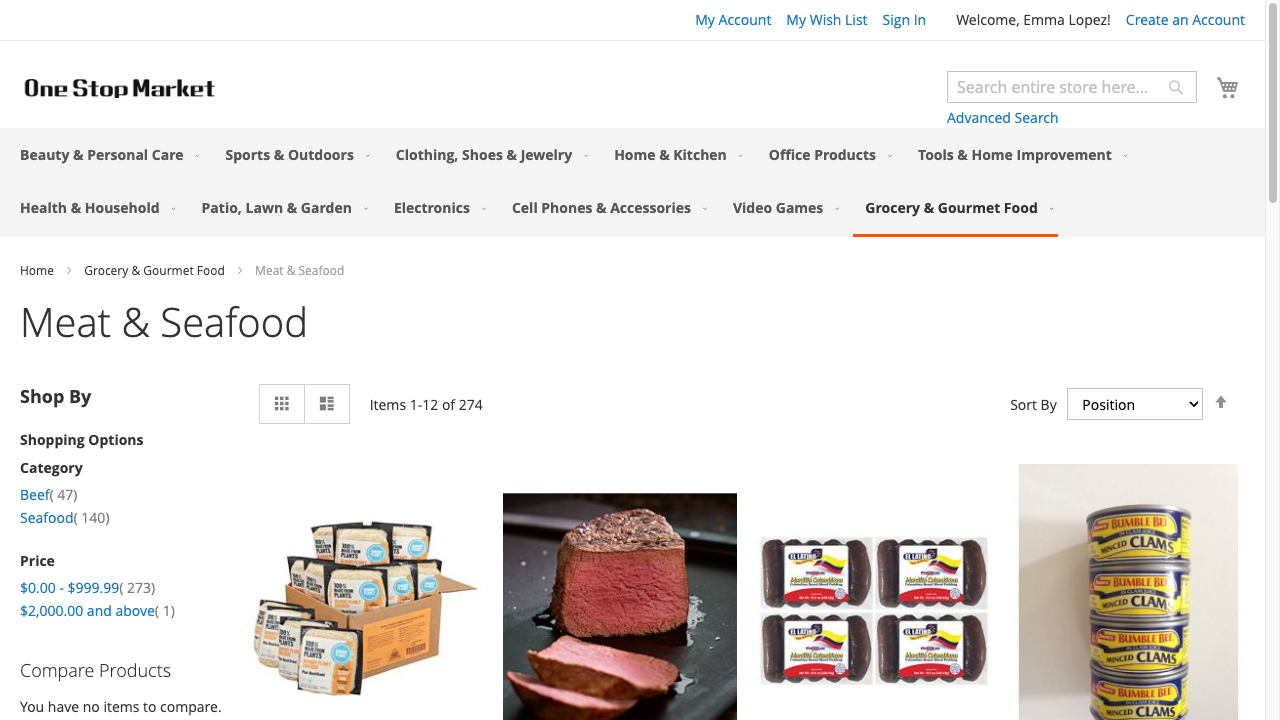 My Account My Wish List Sign In Welcome, Emma Lopez! Create an Account
One Stop Market
Search entire store here...
Advanced Search
Beauty & Personal Care Sports & Outdoors Clothing, Shoes & Jewelry Home & Kitchen Office Products Tools & Home Improvement
Health & Household Patio, Lawn & Garden Electronics Cell Phones & Accessories Video Games Grocery & Gourmet Food
Home Grocery & Gourmet Food Meat & Seafood
Meat & Seafood
Shop By
Items 1-12 of 274
Sort By Position
Shopping Options
Category
Beef( 47)
Seafood( 140)
Price
$0.00 - $999.99( 273)
$2,000.00 and above( 1)
Compare Products
You have no items to compare.
100% MADE FROM PLANTS
EL LATINO
EL LATINO
EL LATINO
EL LATINO
BUMBLE BEE
IN CLAM JUICE
MINCED CLAMS
BUMBLE BEE
MINCED CLAMS
BUMBLE BEE
MINCED CLAMS
BUMBLE BEE
CLAMS